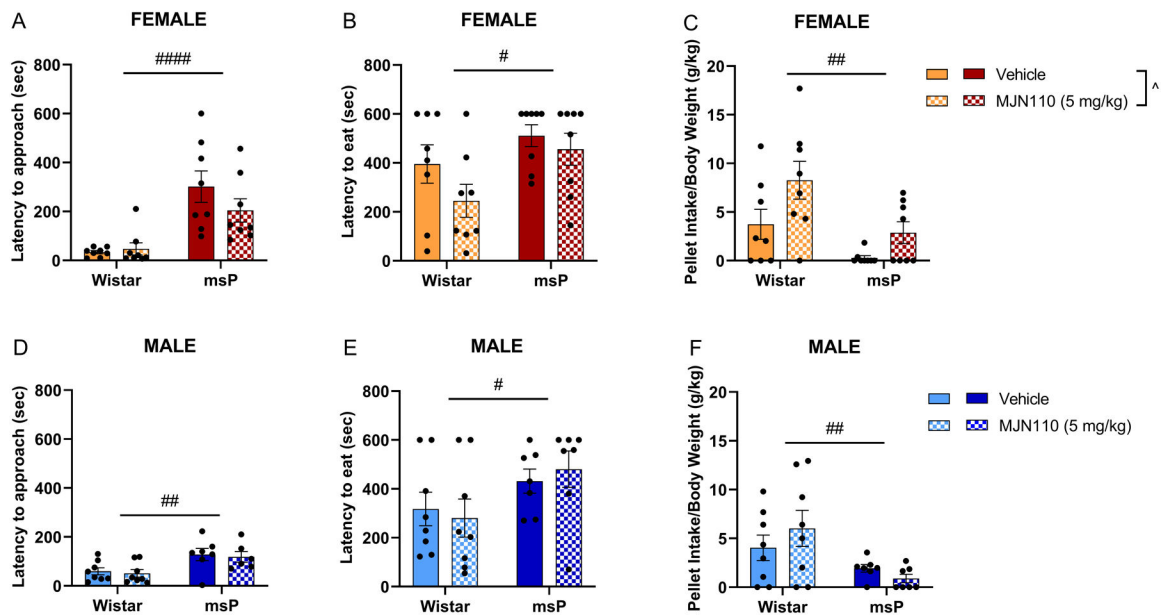 A
FEMALE
Latency to approach (sec)
800
600
400
200
0
####
Wistar
msP
B
FEMALE
Latency to eat (sec)
800
600
400
200
0
#
Wistar
msP
C
FEMALE
Pellet Intake/Body Weight (g/kg)
20
15
10
5
0
##
Wistar
msP
Vehicle
MJN110 (5 mg/kg)
^
D
MALE
Latency to approach (sec)
800
600
400
200
0
##
Wistar
msP
E
MALE
Latency to eat (sec)
800
600
400
200
0
#
Wistar
msP
F
MALE
Pellet Intake/Body Weight (g/kg)
20
15
10
5
0
##
Wistar
msP
Vehicle
MJN110 (5 mg/kg)